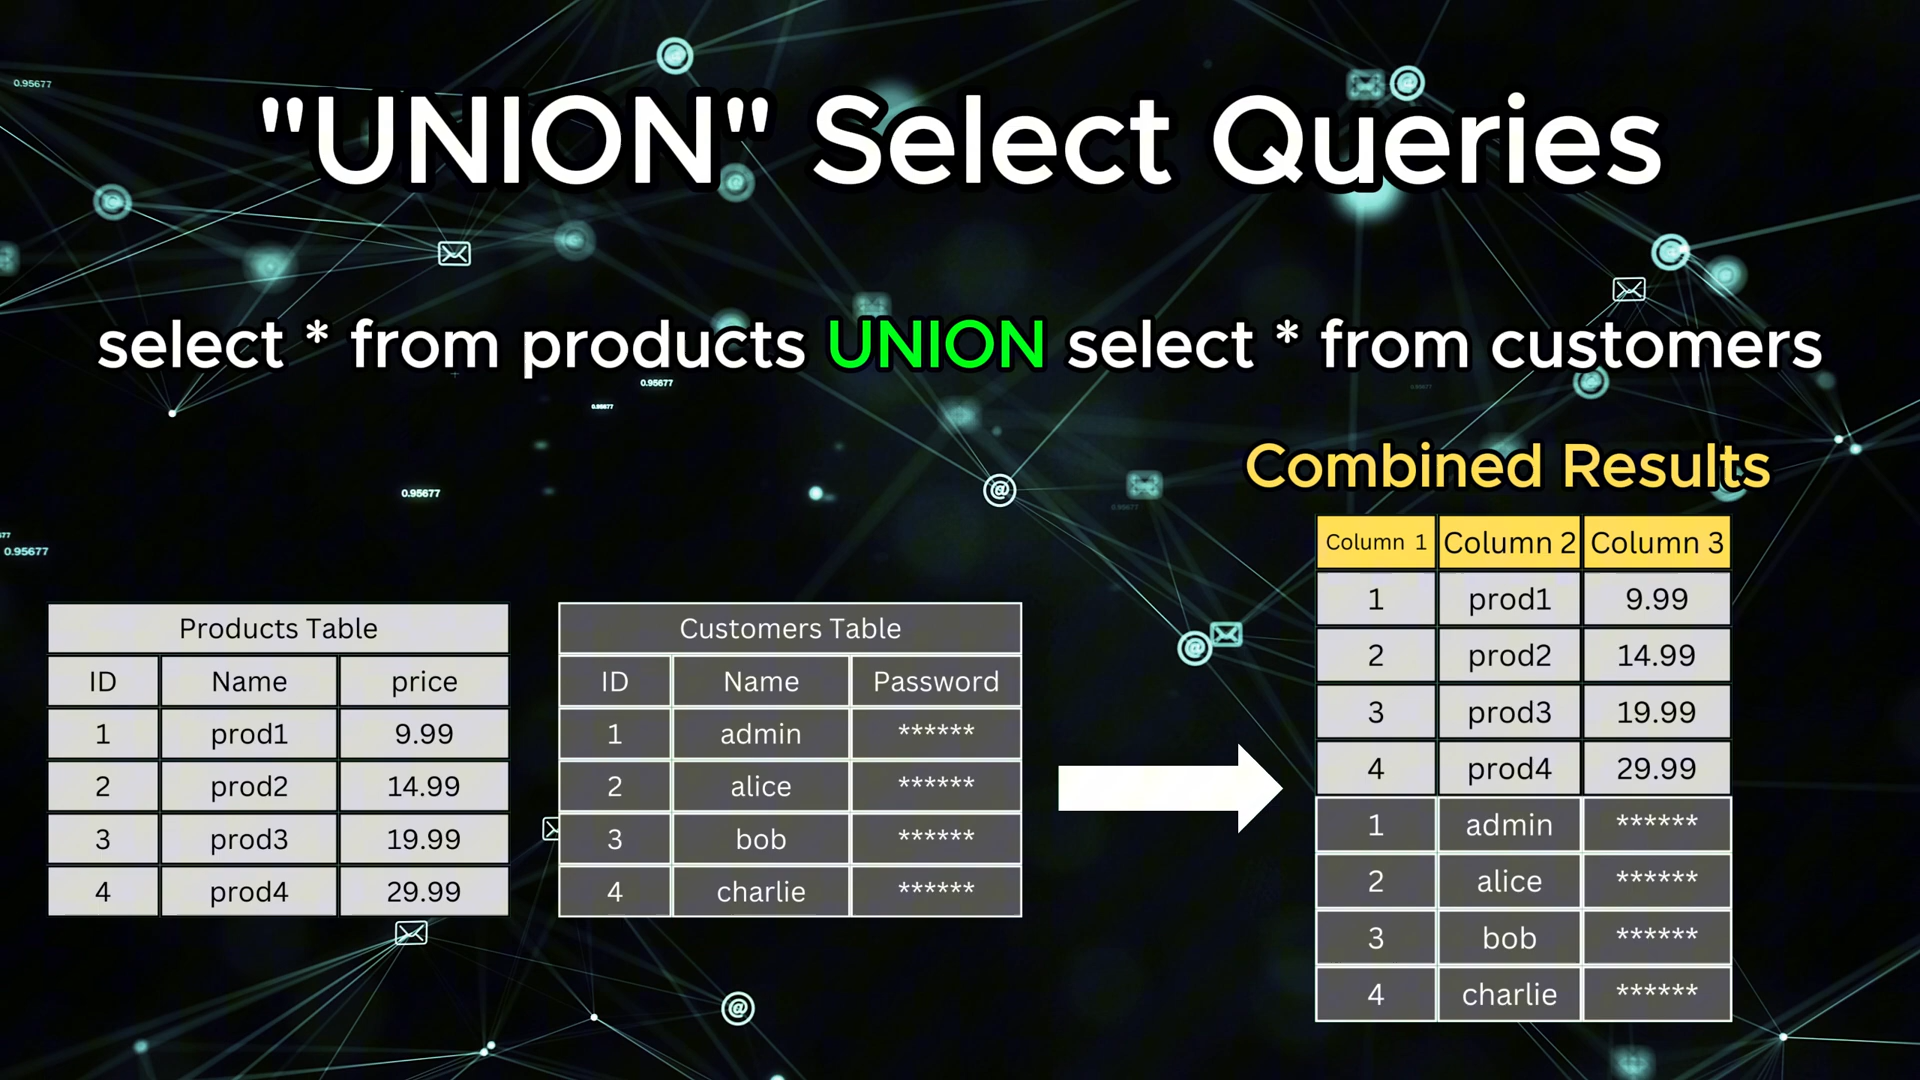 0.95677
"UNION" Select Queries
select * from products UNION select * from customers
0.95677
0.95677
Combined Results
0.95677
0.95677
0.95677
Column 1 Column 2 Column 3
1 prod1 9.99
2 prod2 14.99
3 prod3 19.99
4 prod4 29.99
1 admin ******
2 alice ******
3 bob ******
4 charlie ******
Products Table
ID Name price
1 prod1 9.99
2 prod2 14.99
3 prod3 19.99
4 prod4 29.99
Customers Table
ID Name Password
1 admin ******
2 alice ******
3 bob ******
4 charlie ******